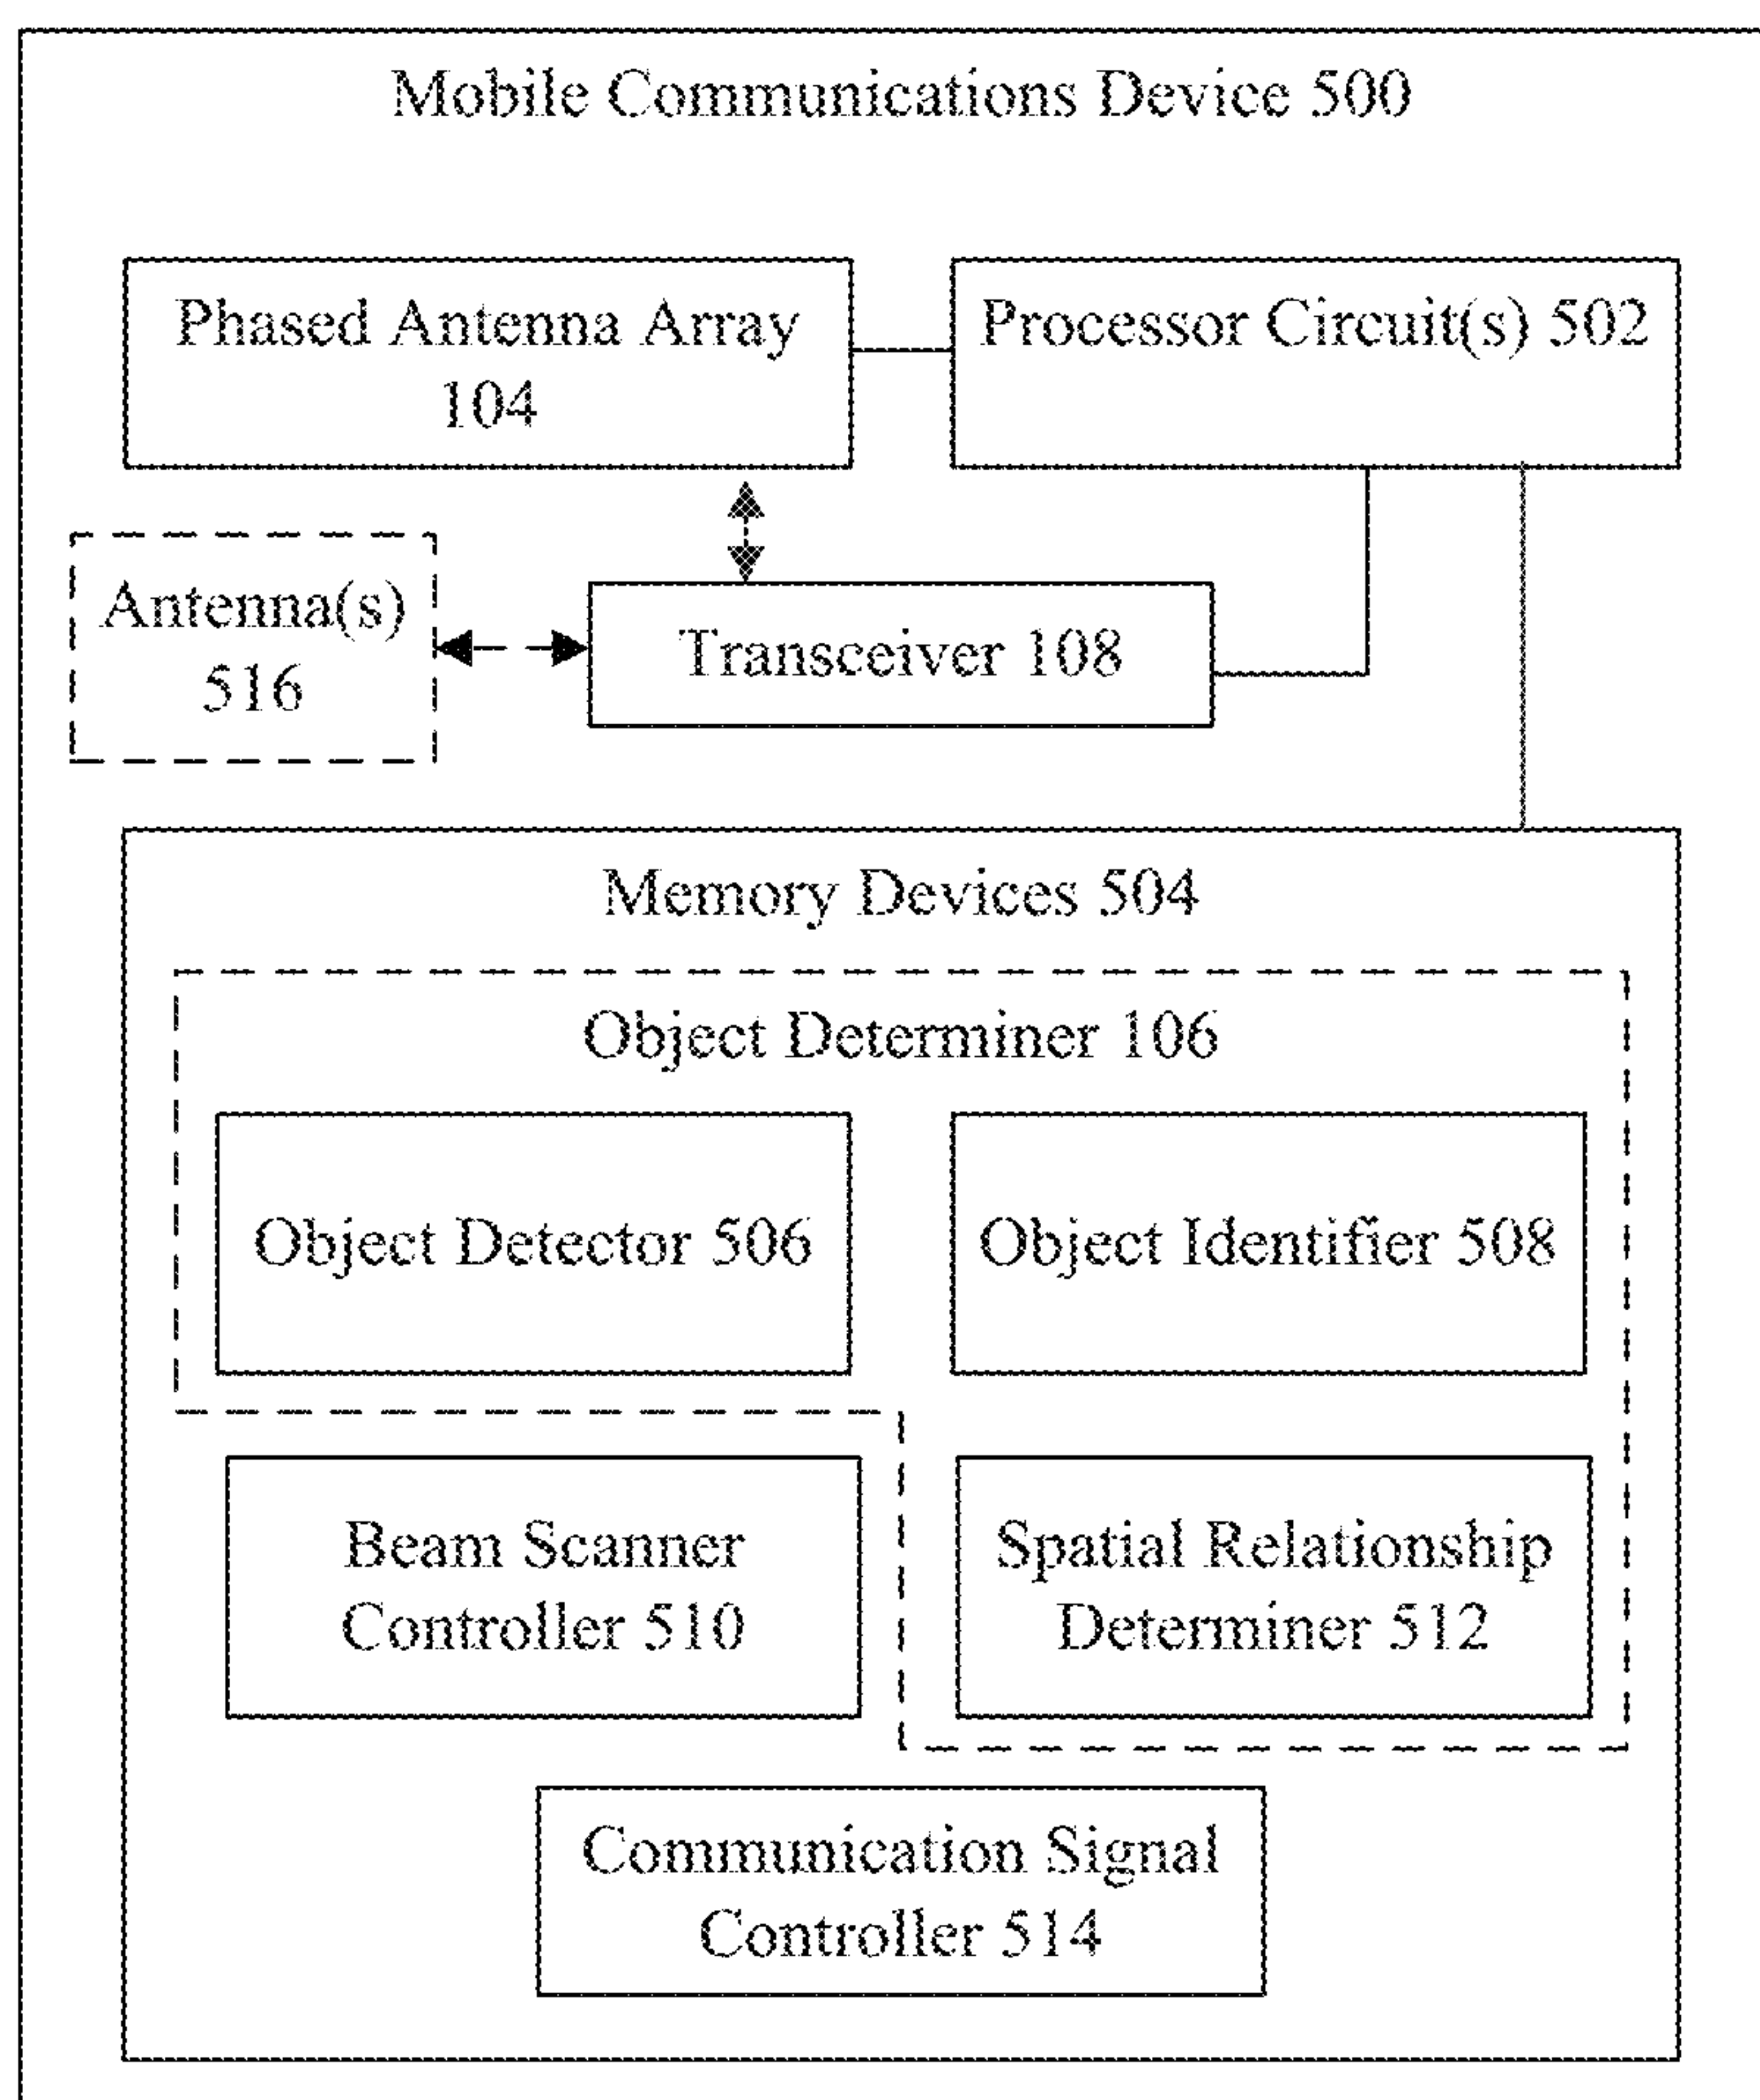 Mobile Communications Device 500
Phased Antenna Array
104
Processor Circuit(s) 502
Antenna(s)
516
Transceiver 108
Memory Devices 504
Object Determiner 106
Object Detector 506
Object Identifier 508
Beam Scanner
Controller 510
Spatial Relationship
Determiner 512
Communication Signal
Controller 514